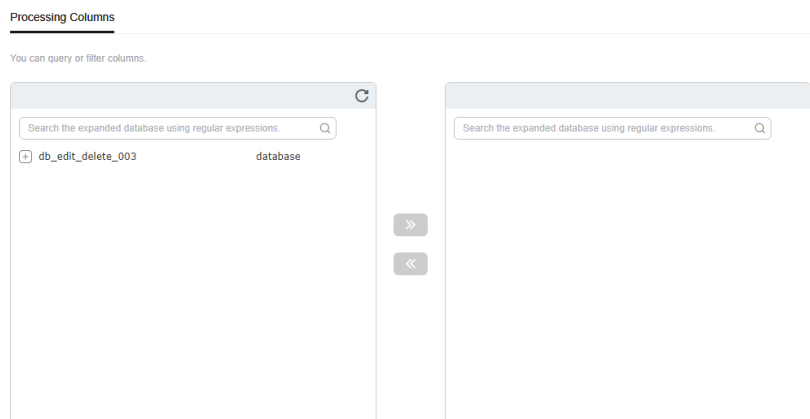 Processing Columns
You can query or filter columns.
Search the expanded database using regular expressions.
Search the expanded database using regular expressions.
db_edit_delete_003 database